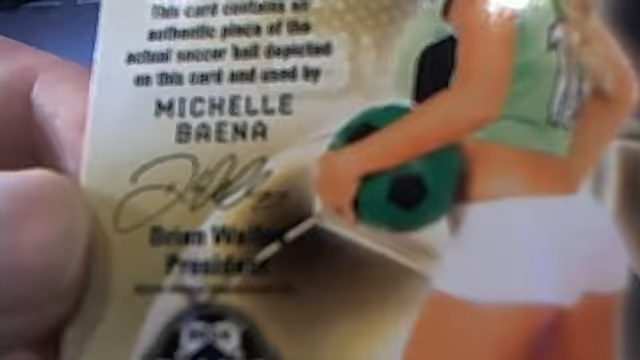 This card contains an
authentic piece of the
actual soccer ball depicted
on this card and used by
MICHELLE
BAENA
Brian
President